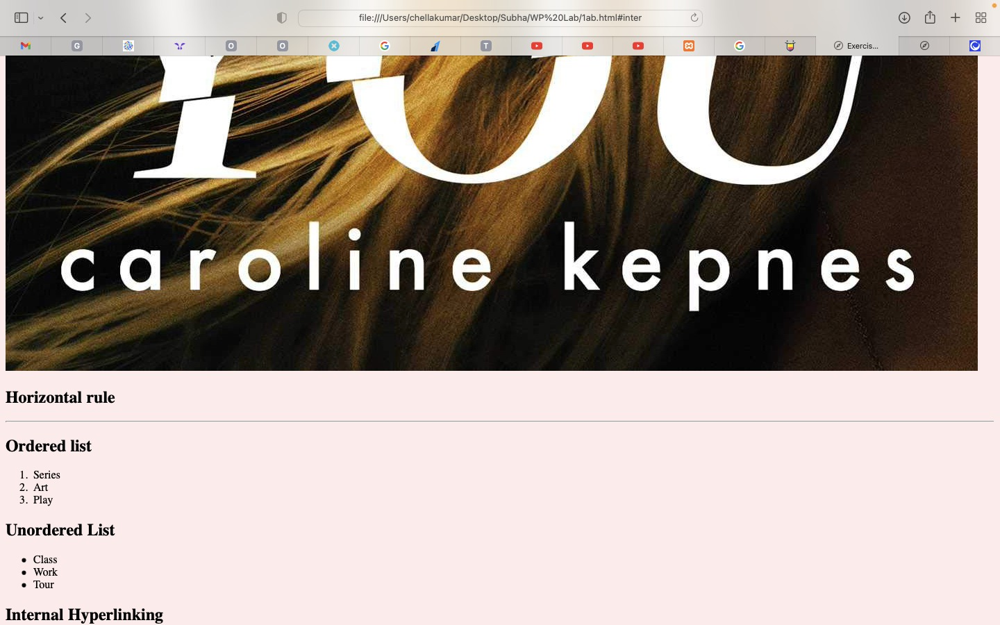 file:///Users/chellakumar/Desktop/Subha/WP%20Lab/1ab.html#inter
G
O
O
T
Exercis...
YOU
caroline kepnes
Horizontal rule
Ordered list
1. Series
2. Art
3. Play
Unordered List
• Class
• Work
• Tour
Internal Hyperlinking